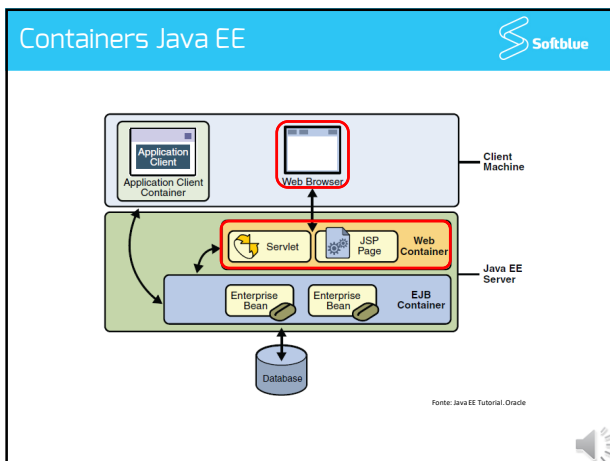 Containers Java EE
Softblue
Application
Client
Application Client
Container
Web Browser
Client
Machine
Servlet
JSP
Page
Web
Container
Java EE
Server
Enterprise
Bean
Enterprise
Bean
EJB
Container
Database
Fonte: Java EE Tutorial. Oracle